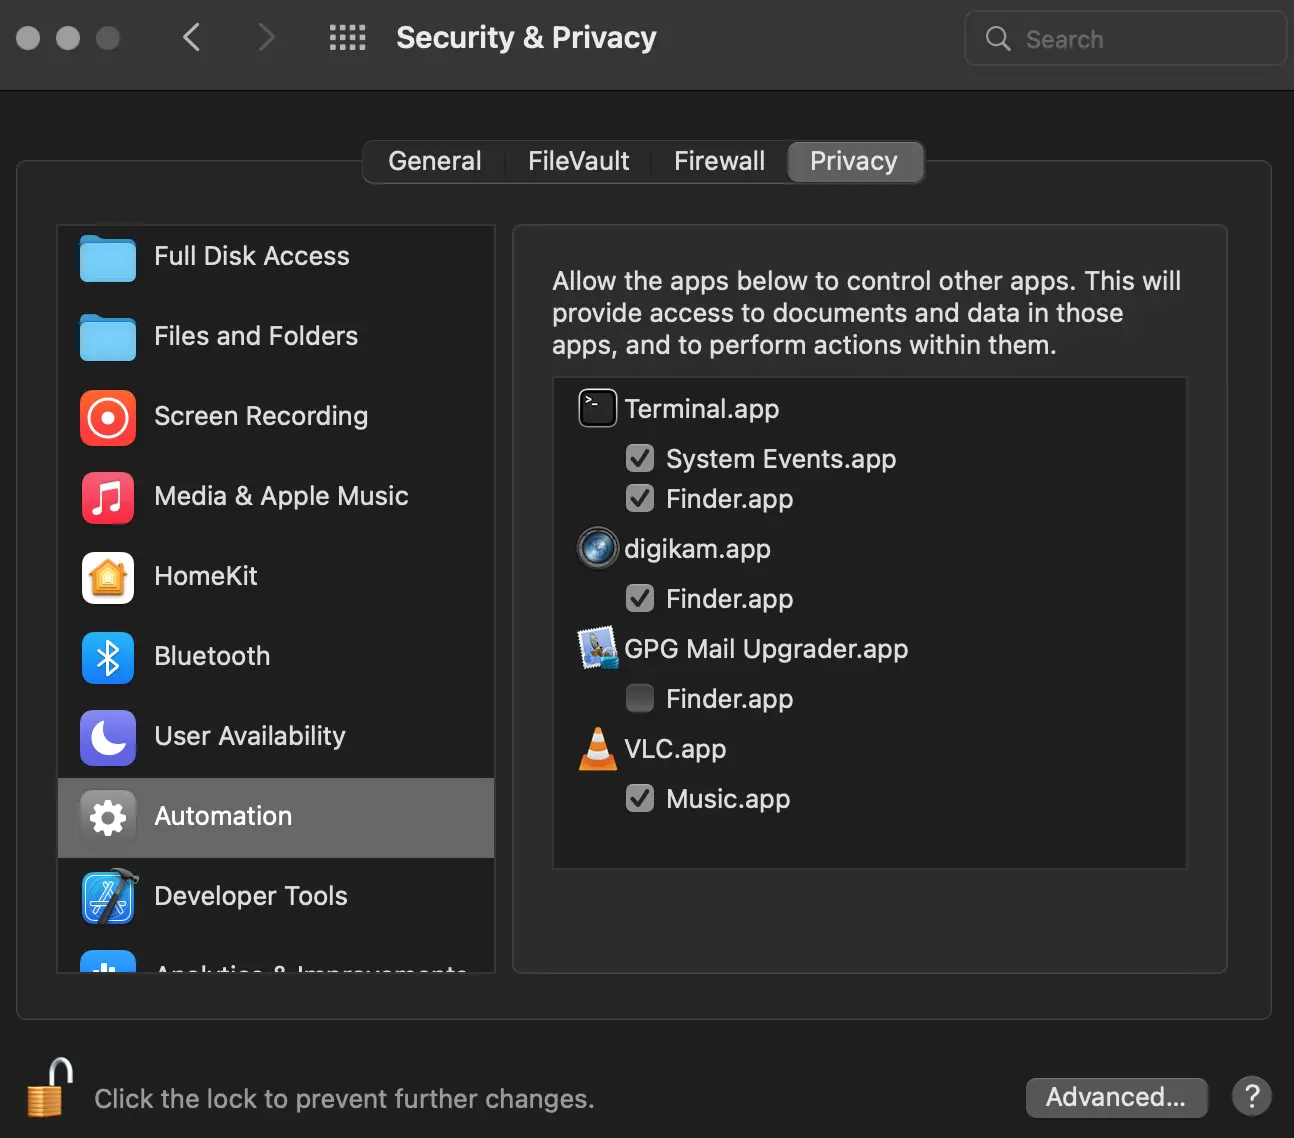 Security & Privacy
Search
General FileVault Firewall Privacy
Full Disk Access
Files and Folders
Screen Recording
Media & Apple Music
HomeKit
Bluetooth
User Availability
Automation
Developer Tools
Analytics & Improvements
Allow the apps below to control other apps. This will
provide access to documents and data in those
apps, and to perform actions within them.
Terminal.app
System Events.app
Finder.app
digikam.app
Finder.app
GPG Mail Upgrader.app
Finder.app
VLC.app
Music.app
Click the lock to prevent further changes.
Advanced...
?